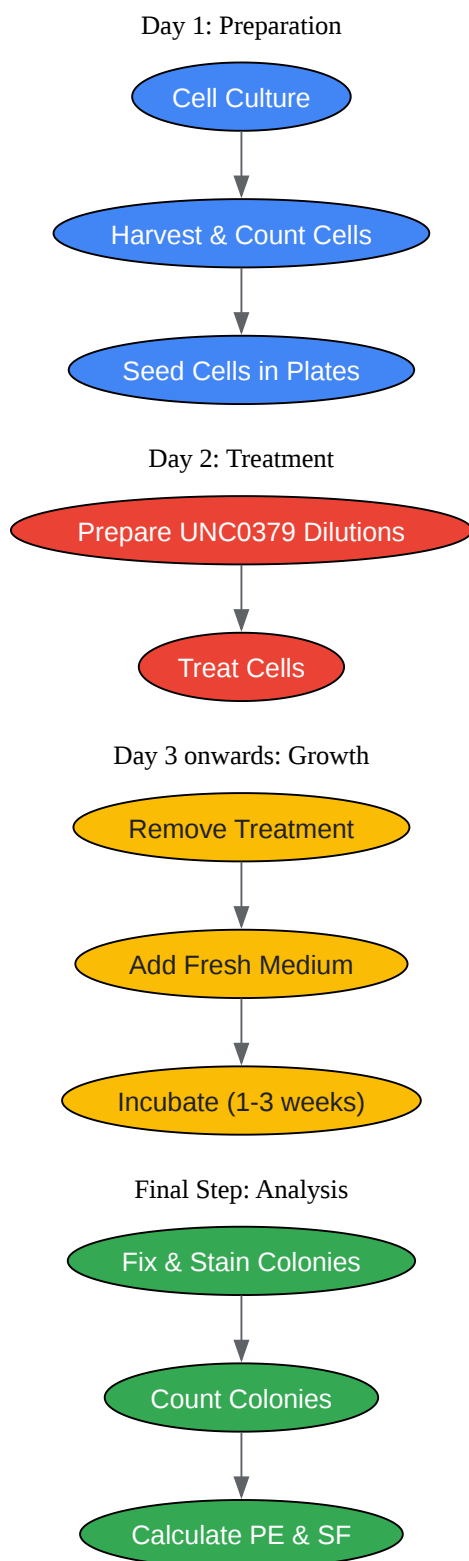 Day 1: Preparation
Cell Culture
Harvest & Count Cells
Seed Cells in Plates
Day 2: Treatment
Prepare UNC0379 Dilutions
Treat Cells
Day 3 onwards: Growth
Remove Treatment
Add Fresh Medium
Incubate (1-3 weeks)
Final Step: Analysis
Fix & Stain Colonies
Count Colonies
Calculate PE & SF